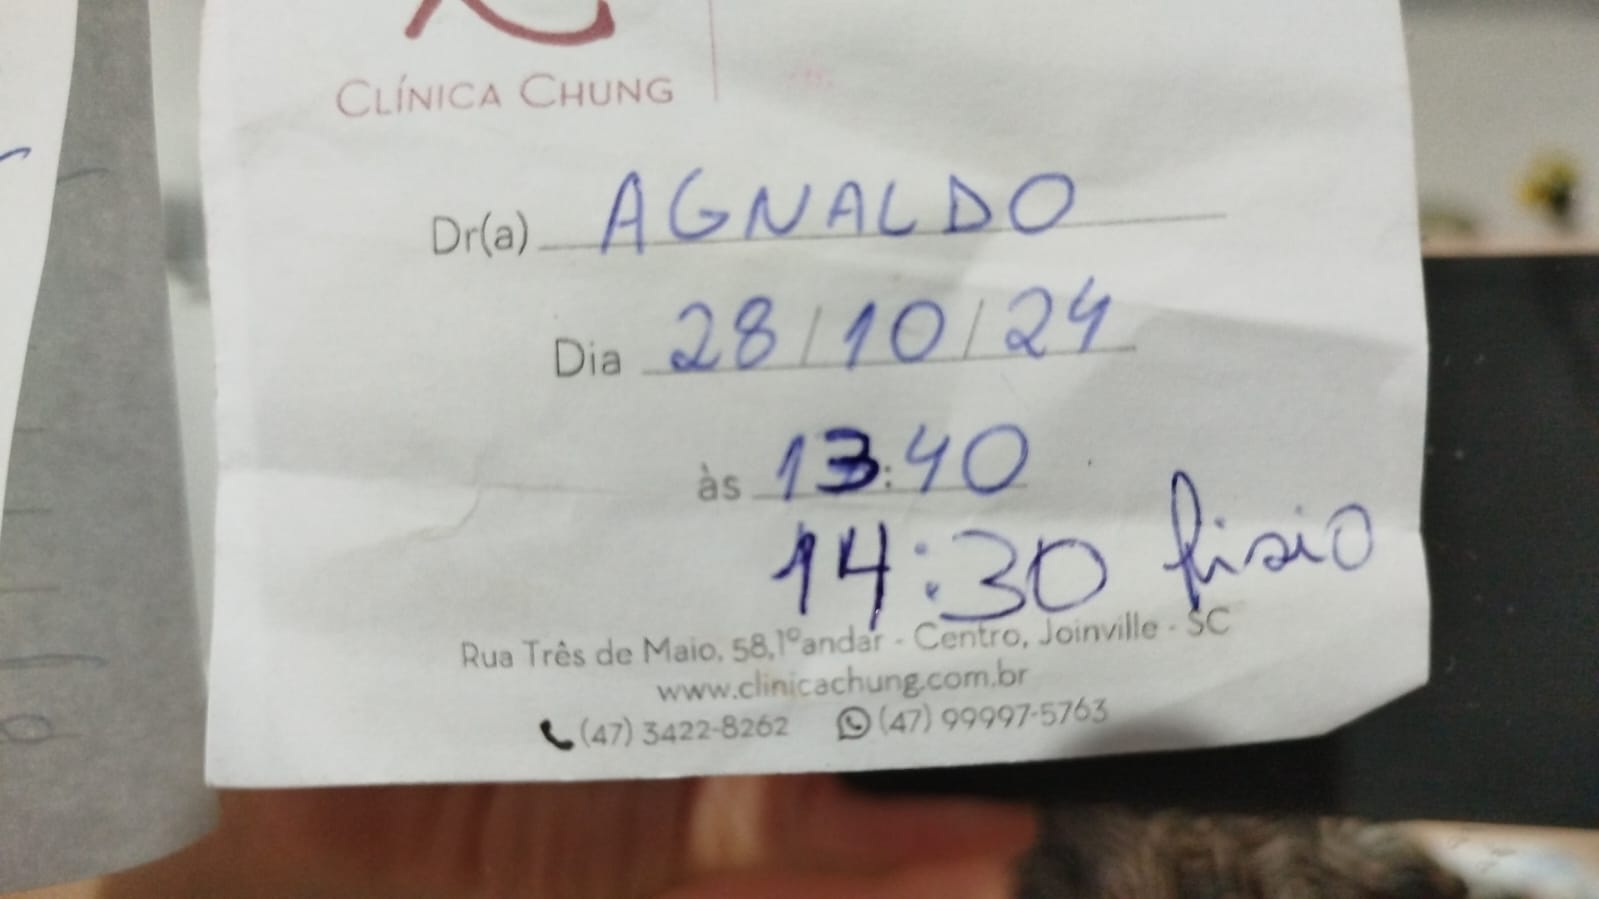 CLÍNICA CHUNG
Dr(a) AGNALDO
Dia 28/10/24
às 13:40
14:30 fisio
Rua Três de Maio, 58,1ºandar - Centro, Joinville - SC
www.clinicachung.com.br
(47) 3422-8262 (47) 99997-5763